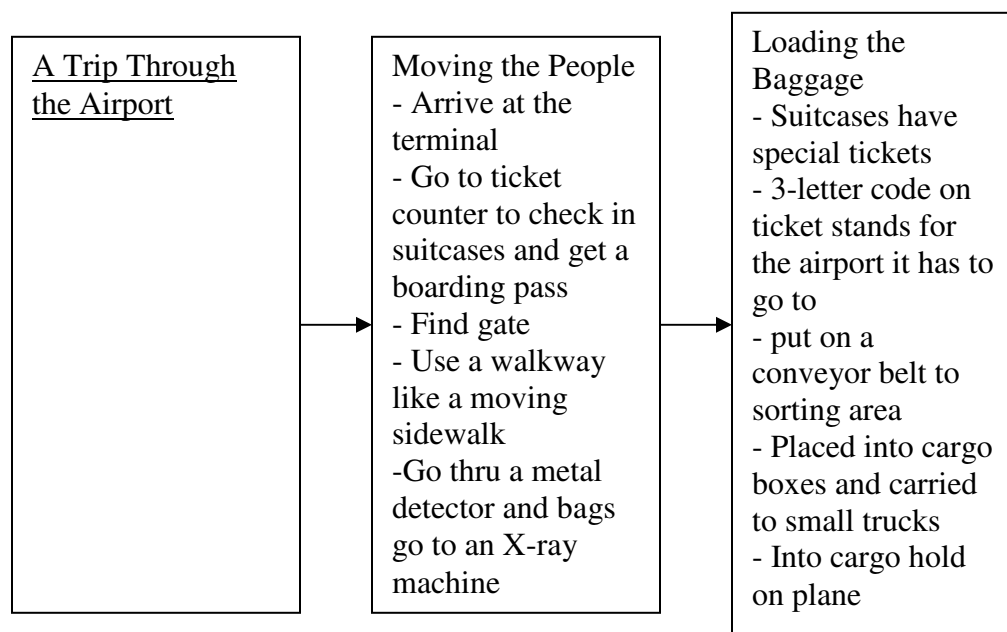 A Trip Through
the Airport
Moving the People
- Arrive at the
terminal
- Go to ticket
counter to check in
suitcases and get a
boarding pass
- Find gate
- Use a walkway
like a moving
sidewalk
-Go thru a metal
detector and bags
go to an X-ray
machine
Loading the
Baggage
- Suitcases have
special tickets
- 3-letter code on
ticket stands for
the airport it has to
go to
- put on a
conveyor belt to
sorting area
- Placed into cargo
boxes and carried
to small trucks
- Into cargo hold
on plane